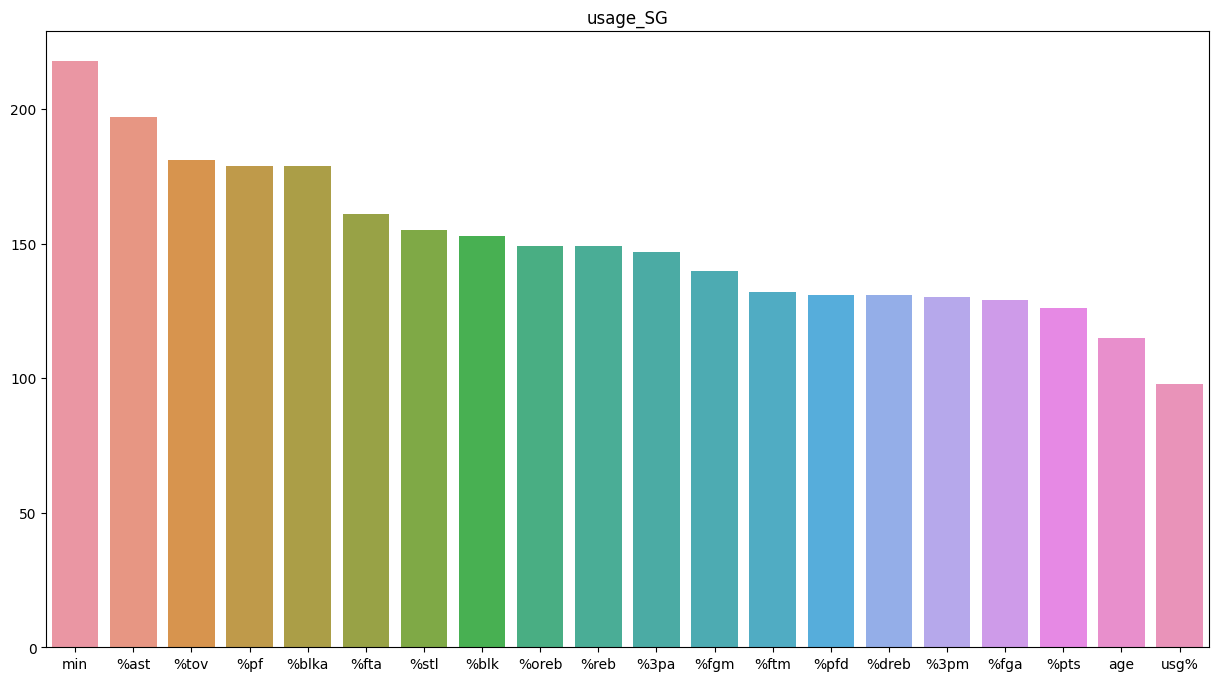 usage_SG
200
150
100
50
0
min %ast %tov %pf %blka %fta %stl %blk %oreb %reb %3pa %fgm %ftm %pfd %dreb %3pm %fga %pts age usg%